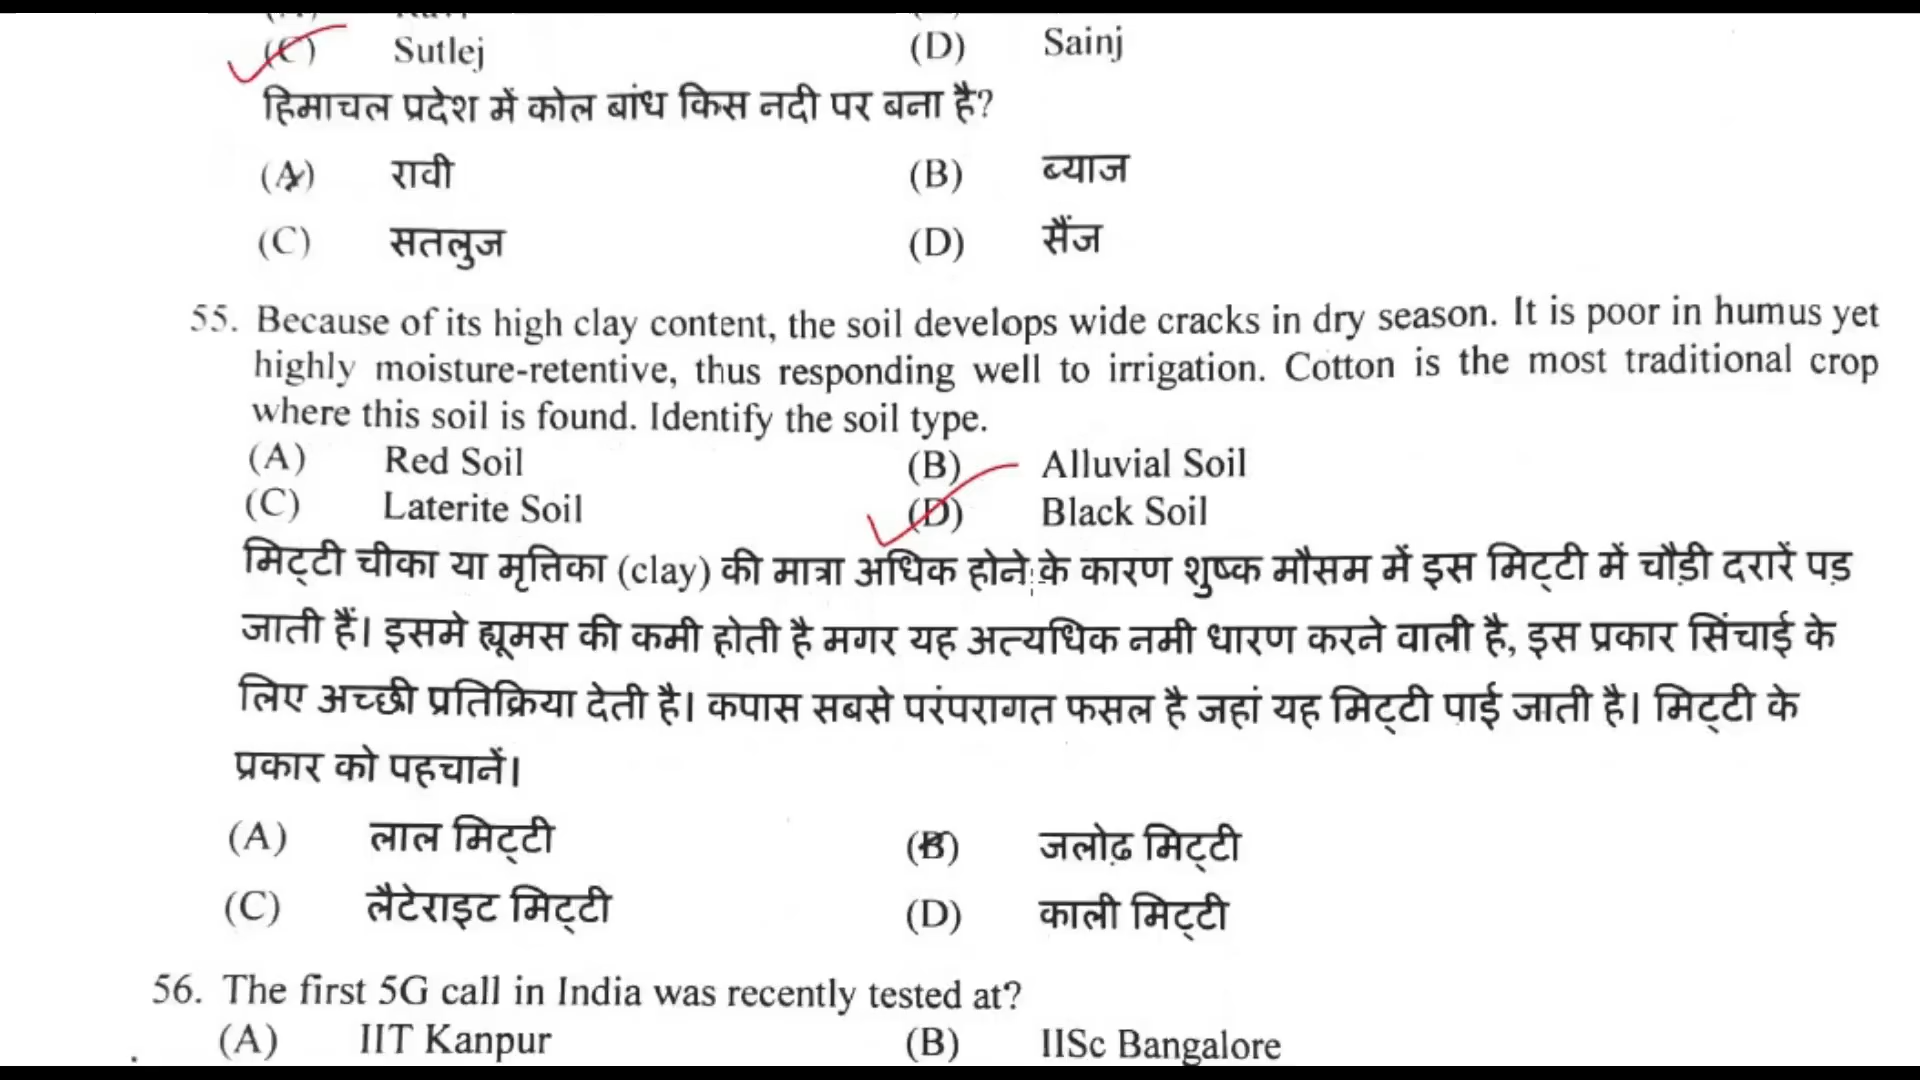 (C) Sutlej (D) Sainj
हिमाचल प्रदेश में कोल बांध किस नदी पर बना है?
(A) रावी (B) ब्याज
(C) सतलुज (D) सैंज
55. Because of its high clay content, the soil develops wide cracks in dry season. It is poor in humus yet
highly moisture-retentive, thus responding well to irrigation. Cotton is the most traditional crop
where this soil is found. Identify the soil type.
(A) Red Soil (B) Alluvial Soil
(C) Laterite Soil (D) Black Soil
मिट्टी चीका या मृत्तिका (clay) की मात्रा अधिक होने के कारण शुष्क मौसम में इस मिट्टी में चौड़ी दरारें पड़
जाती हैं। इसमे ह्यूमस की कमी होती है मगर यह अत्यधिक नमी धारण करने वाली है, इस प्रकार सिंचाई के
लिए अच्छी प्रतिक्रिया देती है। कपास सबसे परंपरागत फसल है जहां यह मिट्टी पाई जाती है। मिट्टी के
प्रकार को पहचानें।
(A) लाल मिट्टी (B) जलोढ़ मिट्टी
(C) लैटेराइट मिट्टी (D) काली मिट्टी
56. The first 5G call in India was recently tested at?
(A) IIT Kanpur (B) IISc Bangalore